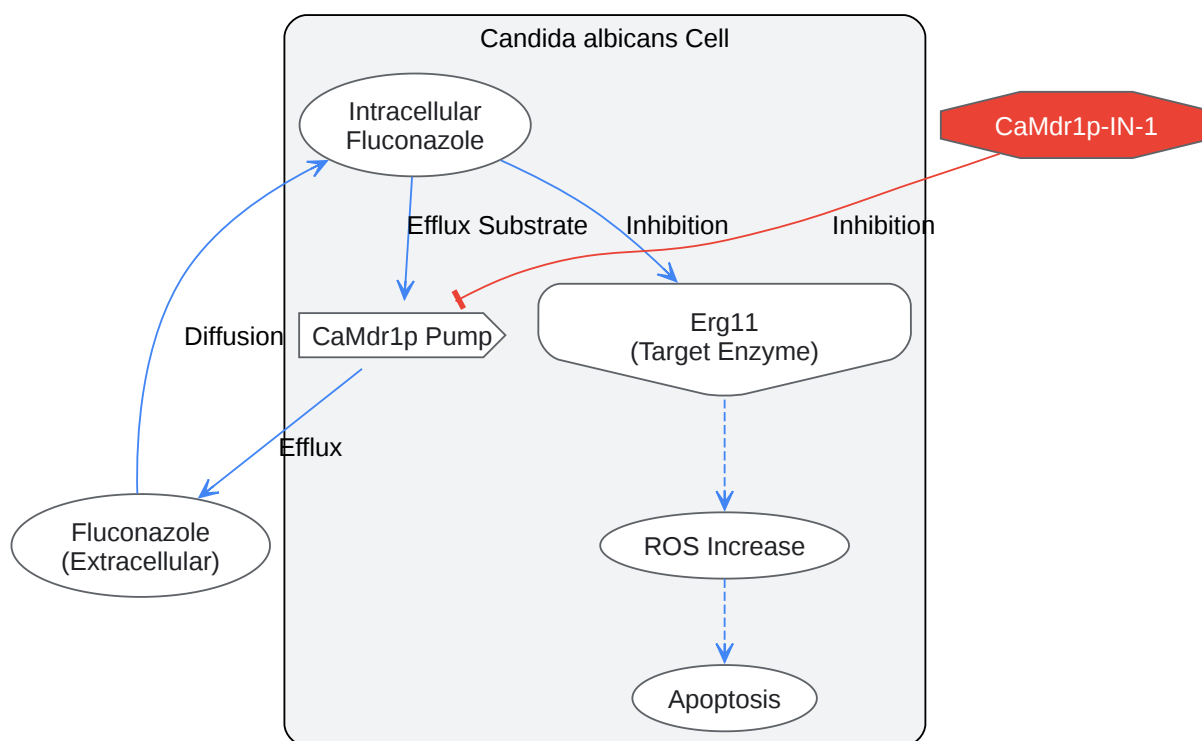 Candida albicans Cell
Intracellular
Fluconazole
CaMdr1p-IN-1
Efflux Substrate
Inhibition
Inhibition
Diffusion
CaMdr1p Pump
Erg11
(Target Enzyme)
Efflux
Fluconazole
(Extracellular)
ROS Increase
Apoptosis